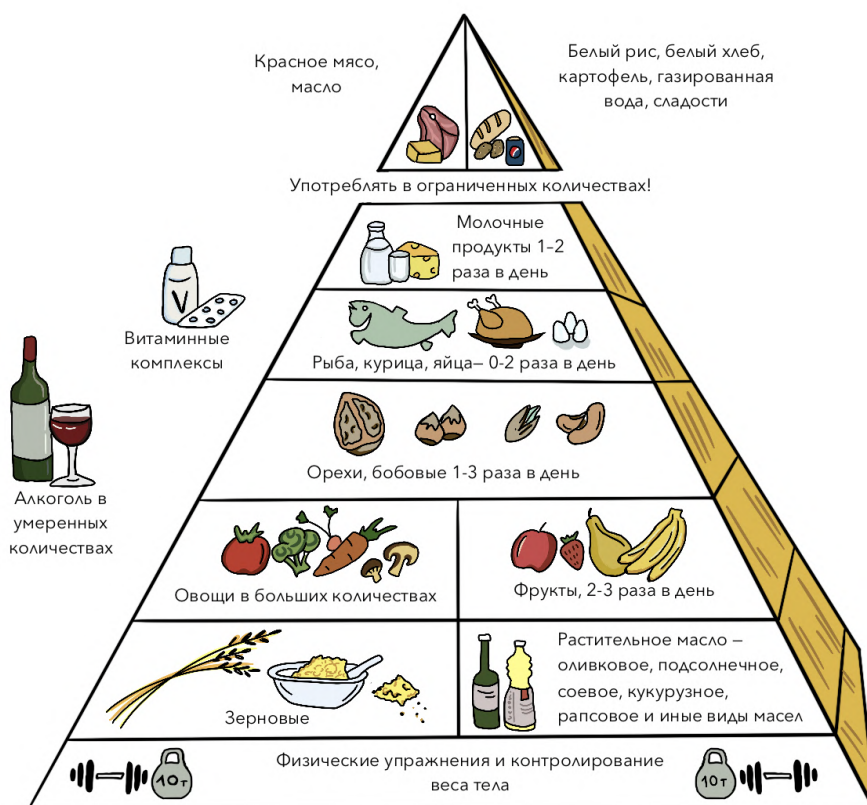 Красное мясо,
масло
Белый рис, белый хлеб,
картофель, газированная
вода, сладости
Употреблять в ограниченных количествах!
Молочные
продукты 1–2
раза в день
V
Витаминные
комплексы
Рыба, курица, яйца– 0-2 раза в день
Орехи, бобовые 1-3 раза в день
Алкоголь в
умеренных
количествах
Овощи в больших количествах
Фрукты, 2-3 раза в день
Зерновые
Растительное масло –
оливковое, подсолнечное,
соевое, кукурузное,
рапсовое и иные виды масел
10т
Физические упражнения и контролирование
веса тела
10т